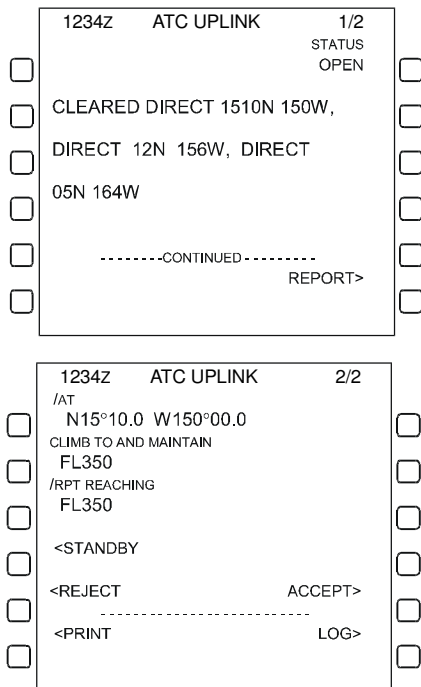 1234Z ATC UPLINK 1/2
STATUS
OPEN
CLEARED DIRECT 1510N 150W,
DIRECT 12N 156W, DIRECT
05N 164W
--------CONTINUED---------
REPORT>
1234Z ATC UPLINK 2/2
/AT
N15°10.0 W150°00.0
CLIMB TO AND MAINTAIN
FL350
/RPT REACHING
FL350
<STANDBY
<REJECT ACCEPT>
<PRINT LOG>